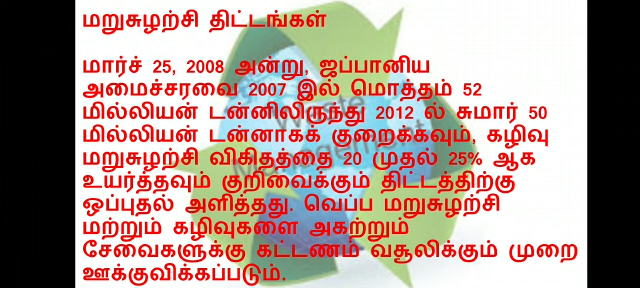 மறுசுழற்சி திட்டங்கள்
மார்ச் 25, 2008 அன்று, ஜப்பானிய
அமைச்சரவை 2007 இல் மொத்தம் 52
மில்லியன் டன்னிலிருந்து 2012 ல் சுமார் 50
மில்லியன் டன்னாகக் குறைக்கவும், கழிவு
மறுசுழற்சி விகிதத்தை 20 முதல் 25% ஆக
உயர்த்தவும் குறிவைக்கும் திட்டத்திற்கு
ஒப்புதல் அளித்தது. வெப்ப மறுசுழற்சி
மற்றும் கழிவுகளை அகற்றும்
சேவைகளுக்கு கட்டணம் வசூலிக்கும் முறை
ஊக்குவிக்கப்படும்.
Waste
Management